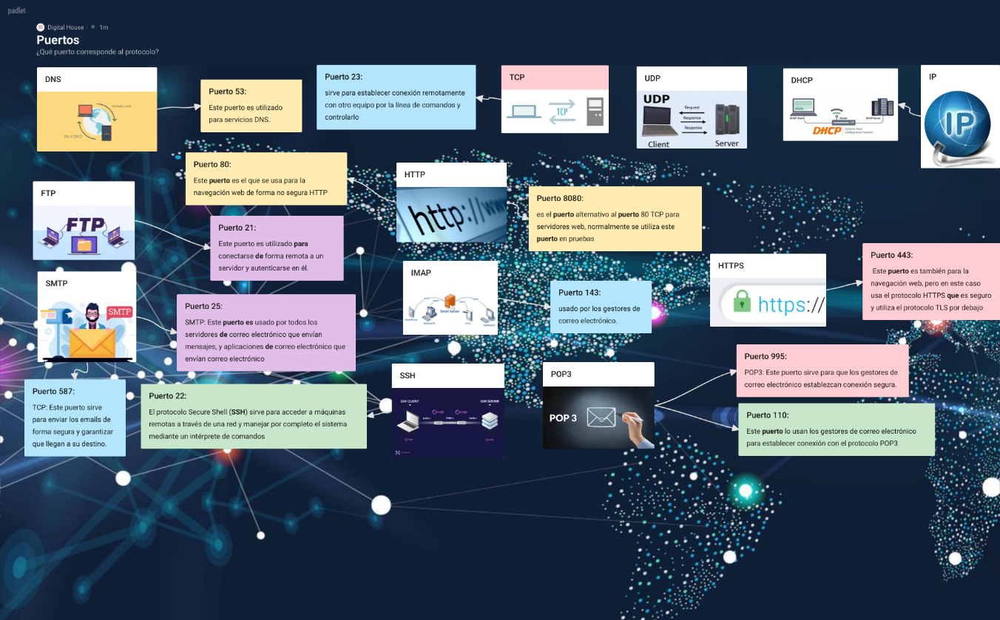 padlet
Digital House • 1m
Puertos
¿Qué puerto corresponde al protocolo?
DNS
domain.com
Puerto 53:
Este puerto es utilizado
para servicios DNS.
Puerto 23:
sirve para establecer conexión remotamente
con otro equipo por la línea de comandos y
controlarlo
TCP
TCP
UDP
UDP
Request
Response
Response
Client
Server
DHCP
DHCP Client
Router
DHCP Server
DHCP
IP
IP
Puerto 80:
Este puerto es el que se usa para la
navegación web de forma no segura HTTP
HTTP
http://ww
Puerto 8080:
es el puerto alternativo al puerto 80 TCP para
servidores web, normalmente se utiliza este
puerto en pruebas
FTP
FTP
Puerto 21:
Este puerto es utilizado para
conectarse de forma remota a un
servidor y autenticarse en él.
HTTPS
https://
Puerto 443:
Este puerto es también para la
navegación web, pero en este caso
usa el protocolo HTTPS que es seguro
y utiliza el protocolo TLS por debajo
SMTP
SMTP
Puerto 25:
SMTP: Este puerto es usado por todos los
servidores de correo electrónico que envían
mensajes, y aplicaciones de correo electrónico que
envían correo electrónico
IMAP
Email Server
Puerto 143:
usado por los gestores de
correo electrónico.
Puerto 587:
TCP: Este puerto sirve
para enviar los emails de
forma segura y garantizar
que llegan a su destino.
Puerto 22:
El protocolo Secure Shell (SSH) sirve para acceder a máquinas
remotas a través de una red y manejar por completo el sistema
mediante un intérprete de comandos
SSH
SSH CLIENT
SSH SERVER
POP3
POP 3
Puerto 995:
POP3: Este puerto sirve para que los gestores de
correo electrónico establezcan conexión segura.
Puerto 110:
Este puerto lo usan los gestores de correo electrónico
para establecer conexión con el protocolo POP3